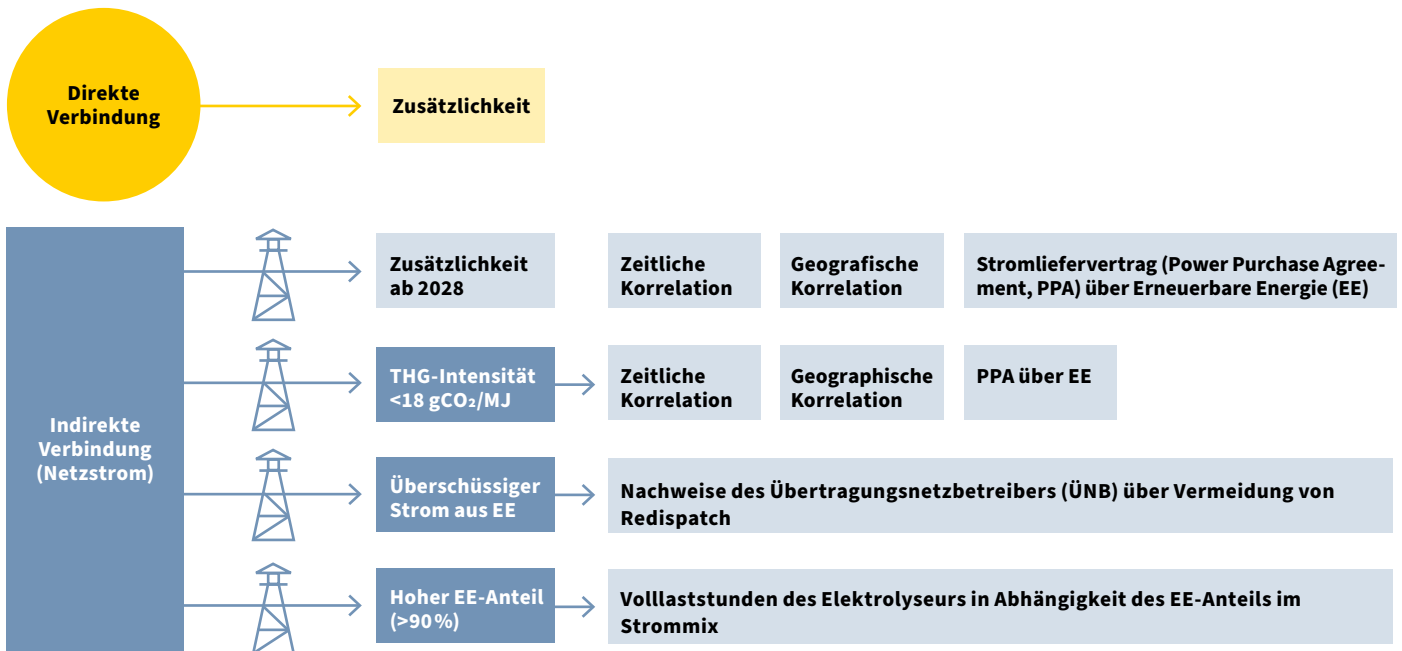 Direkte
Verbindung
Zusätzlichkeit
Indirekte
Verbindung
(Netzstrom)
Zusätzlichkeit
ab 2028
Zeitliche
Korrelation
Geografische
Korrelation
Stromliefervertrag (Power Purchase Agree-
ment, PPA) über Erneuerbare Energie (EE)
THG-Intensität
<18 gCO₂/MJ
Zeitliche
Korrelation
Geographische
Korrelation
PPA über EE
Überschüssiger
Strom aus EE
Nachweise des Übertragungsnetzbetreibers (ÜNB) über Vermeidung von
Redispatch
Hoher EE-Anteil
(>90 %)
Volllaststunden des Elektrolyseurs in Abhängigkeit des EE-Anteils im
Strommix